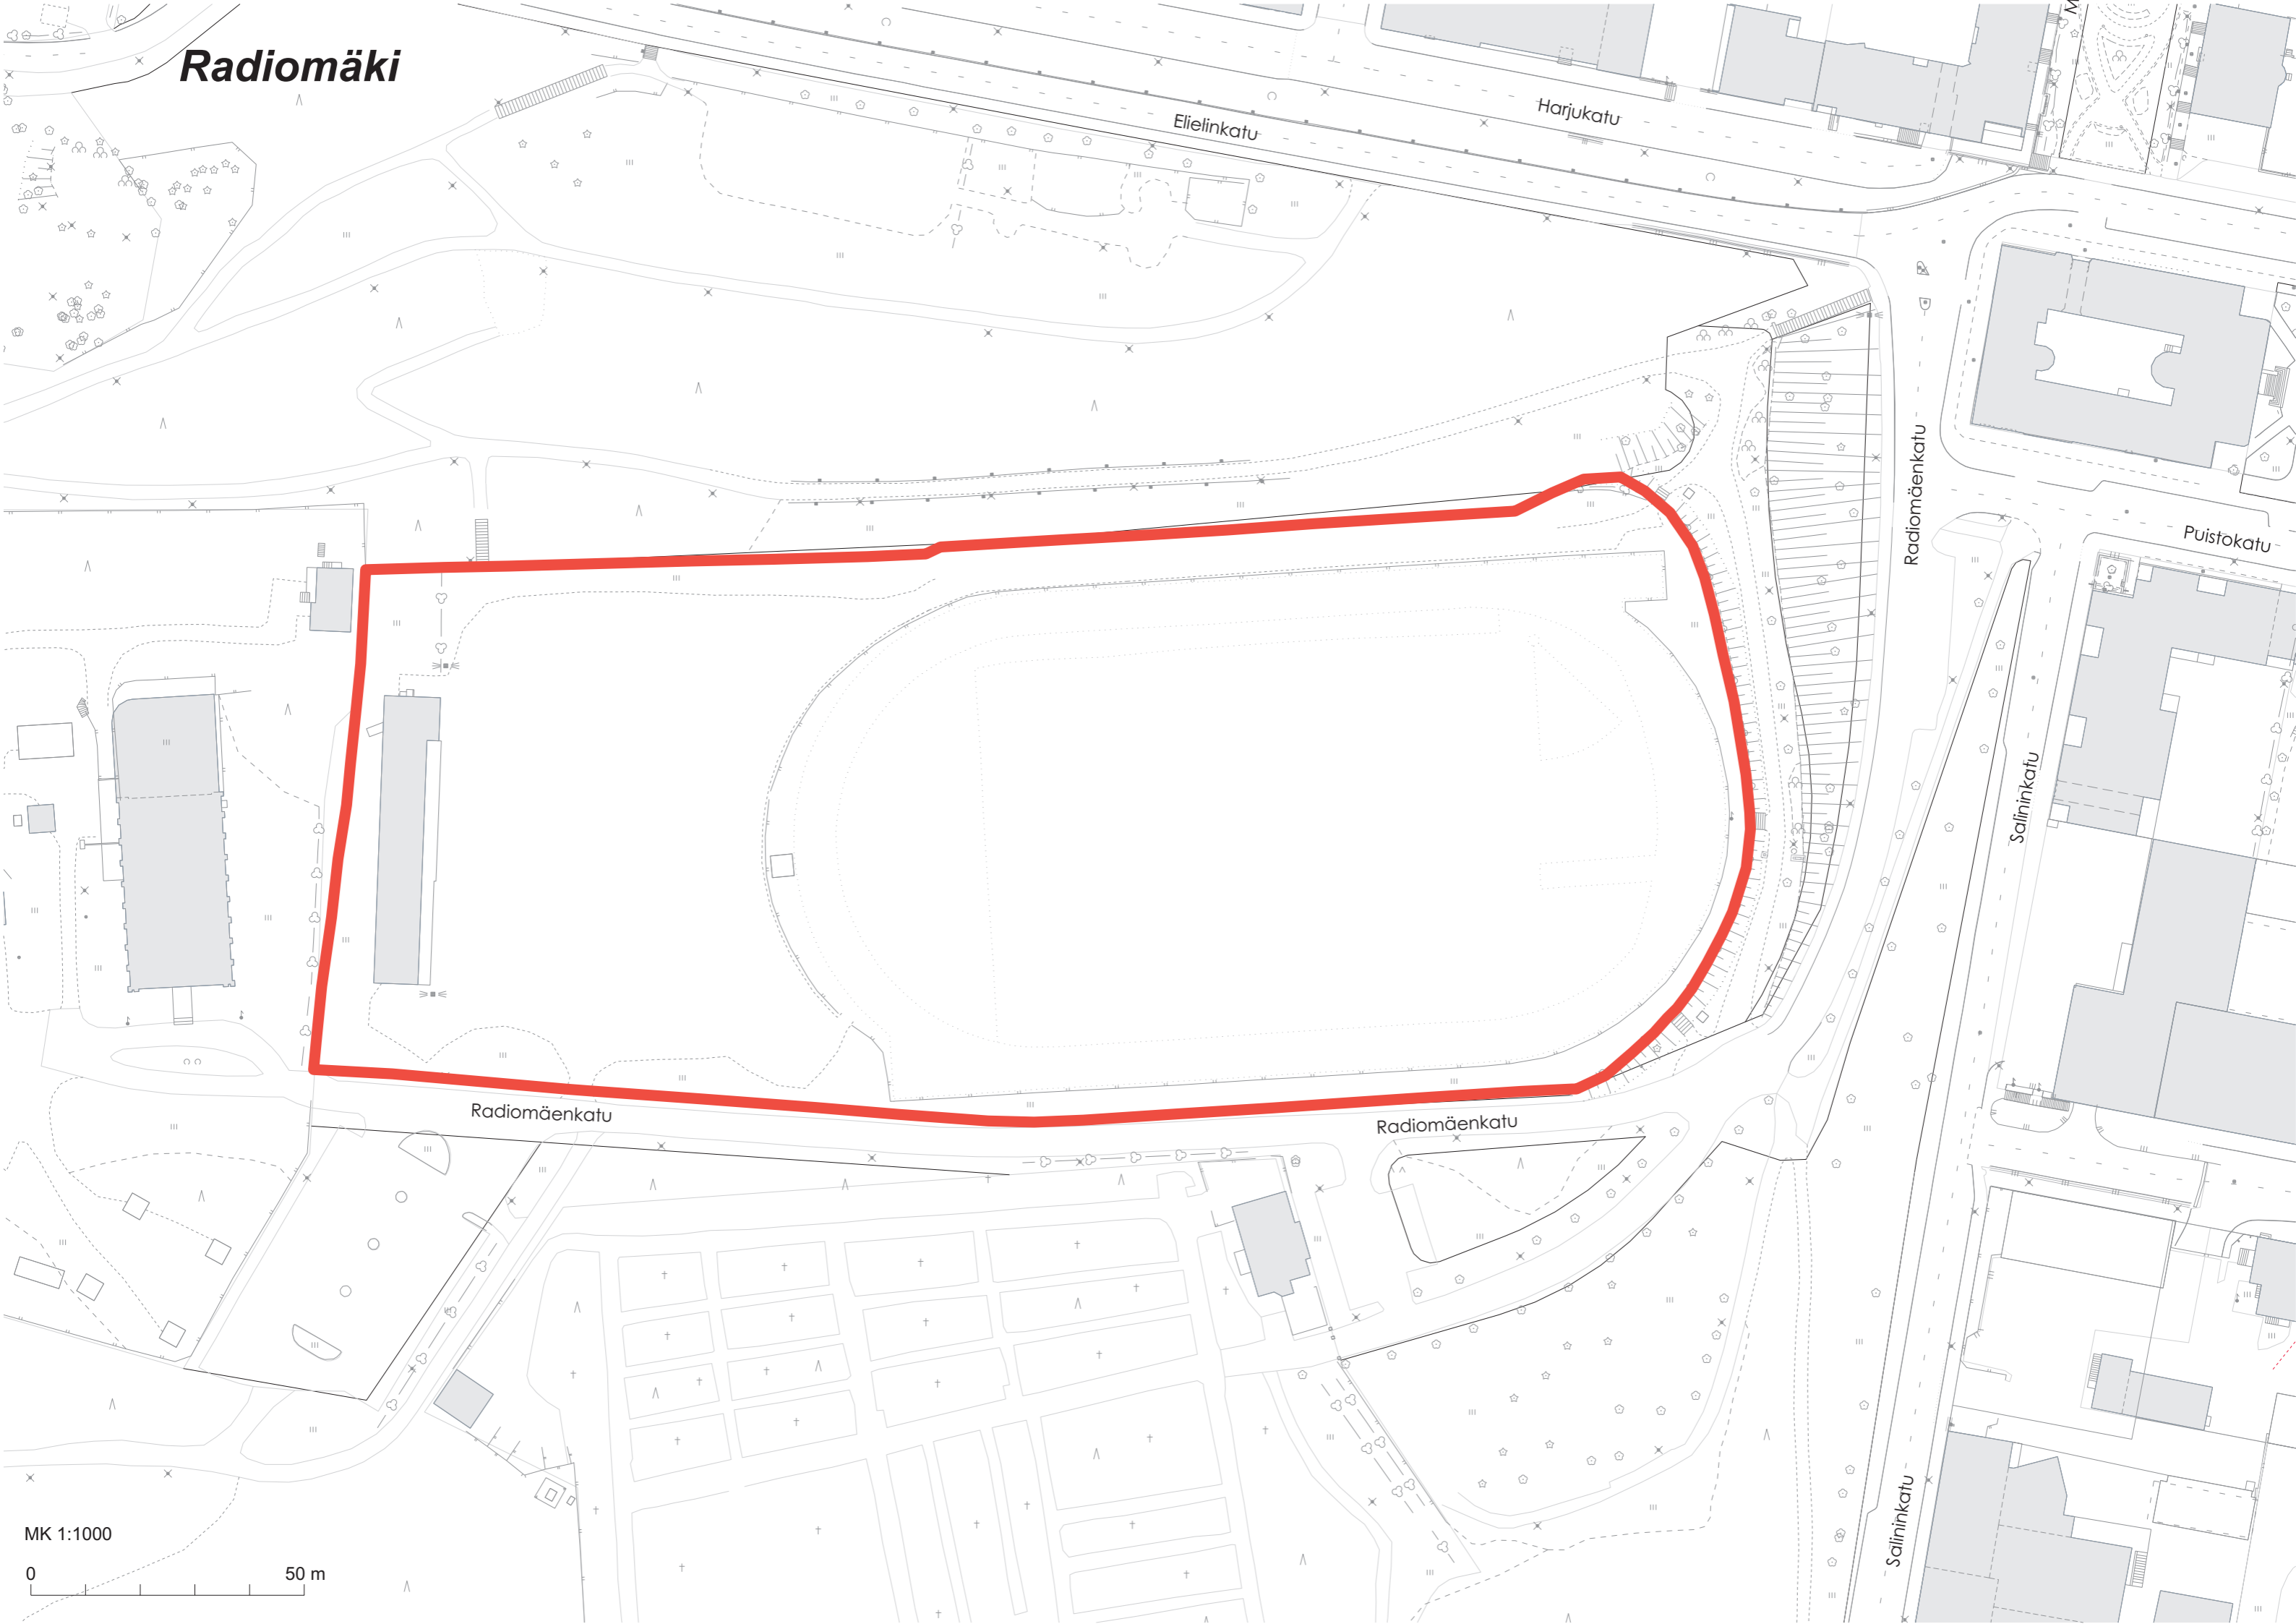 Radiomäki
Elielinkatu
Harjukatu
M
Radiomäenkatu
Puistokatu
Salininkatu
Radiomäenkatu
Radiomäenkatu
Salininkatu
MK 1:1000
0 50 m